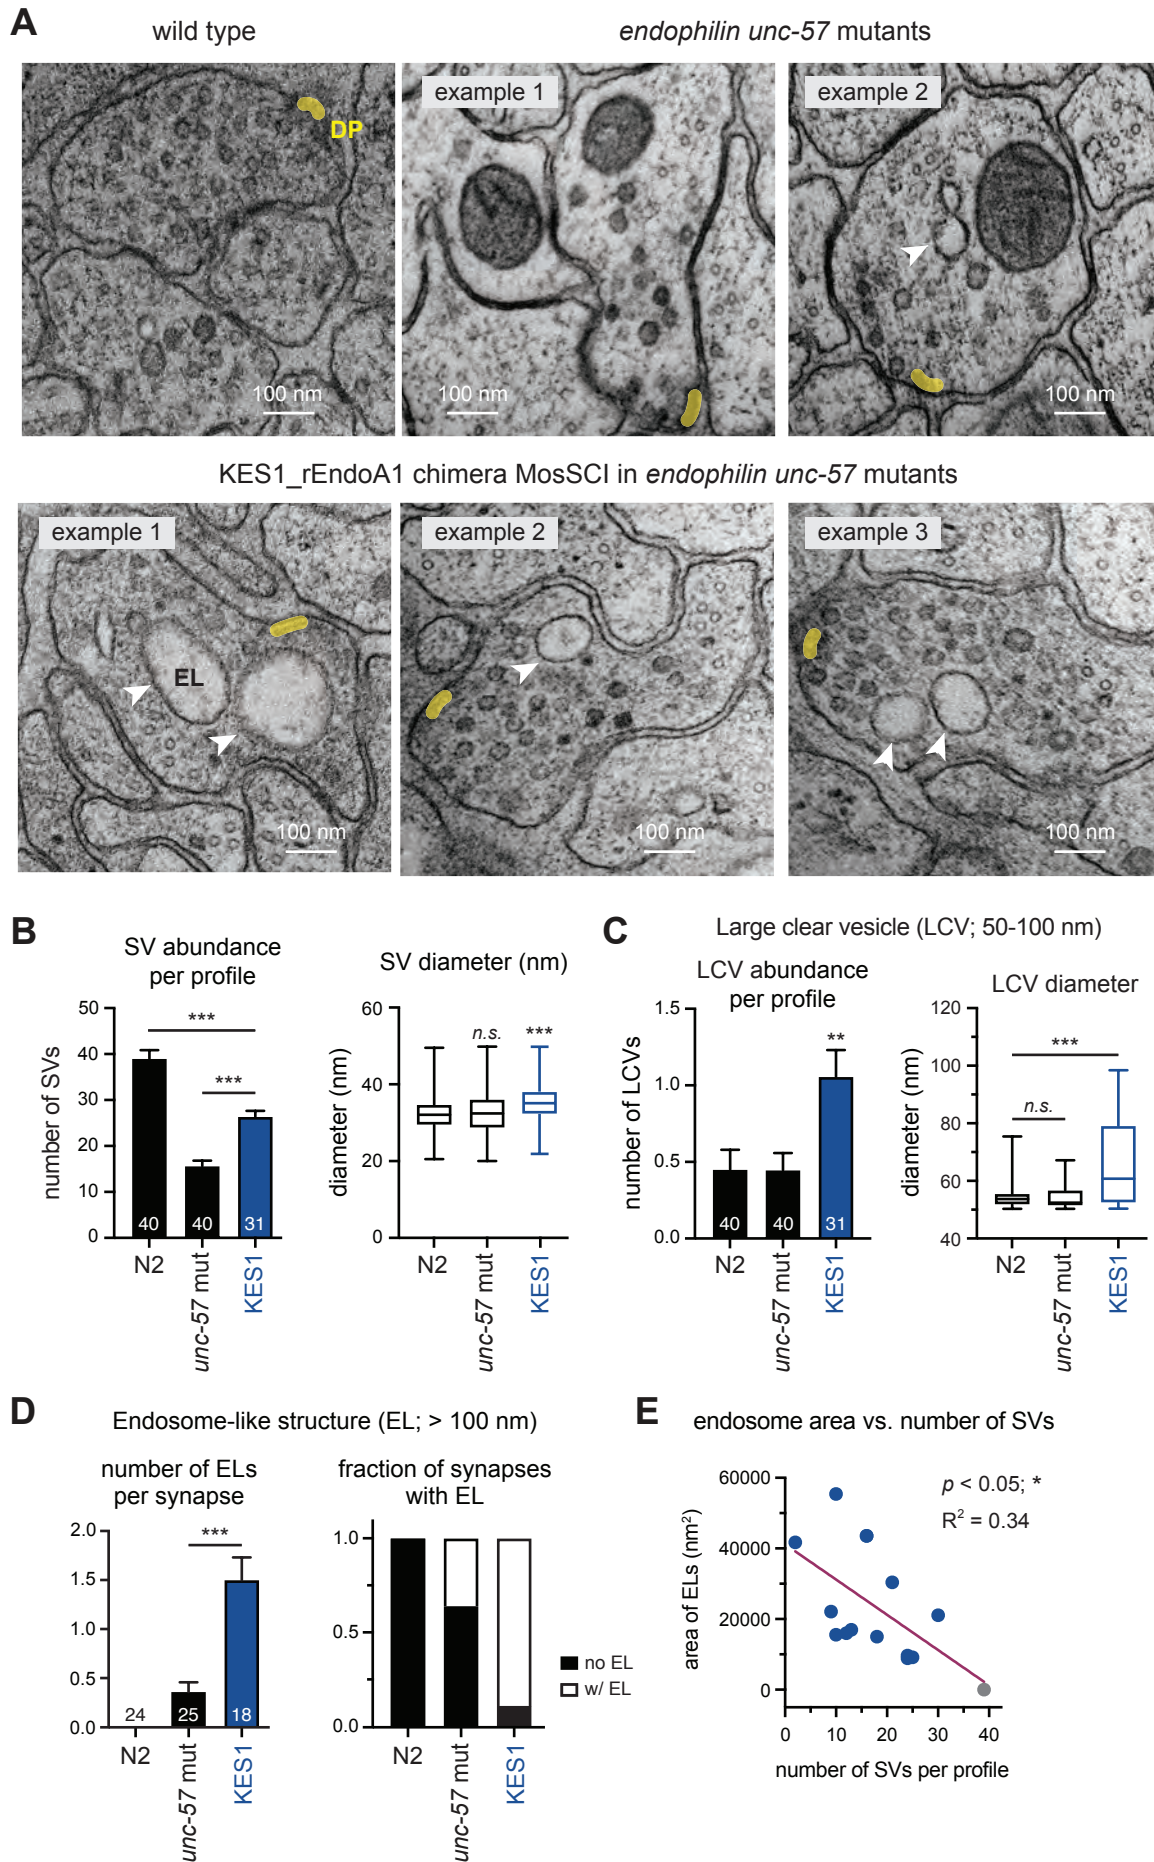 A
wild type
endophilin unc-57 mutants
DP
100 nm
example 1
100 nm
example 2
100 nm
KES1_rEndoA1 chimera MosSCI in endophilin unc-57 mutants
example 1
EL
100 nm
example 2
100 nm
example 3
100 nm
B
SV abundance
per profile
number of SVs
50
40
30
20
10
0
***
***
40
40
31
N2
unc-57 mut
KES1
SV diameter (nm)
diameter (nm)
60
40
20
0
n.s.
***
N2
unc-57 mut
KES1
C
Large clear vesicle (LCV; 50-100 nm)
LCV abundance
per profile
number of LCVs
1.5
1.0
0.5
0.0
**
40
40
31
N2
unc-57 mut
KES1
LCV diameter
diameter (nm)
120
100
80
60
40
***
n.s.
N2
unc-57 mut
KES1
D
Endosome-like structure (EL; > 100 nm)
number of ELs
per synapse
2.0
1.5
1.0
0.5
0.0
***
24
25
18
N2
unc-57 mut
KES1
fraction of synapses
with EL
1.0
0.5
0.0
N2
unc-57 mut
KES1
no EL
w/ EL
E
endosome area vs. number of SVs
area of ELs (nm²)
60000
40000
20000
0
p < 0.05; *
R² = 0.34
0
10
20
30
40
number of SVs per profile